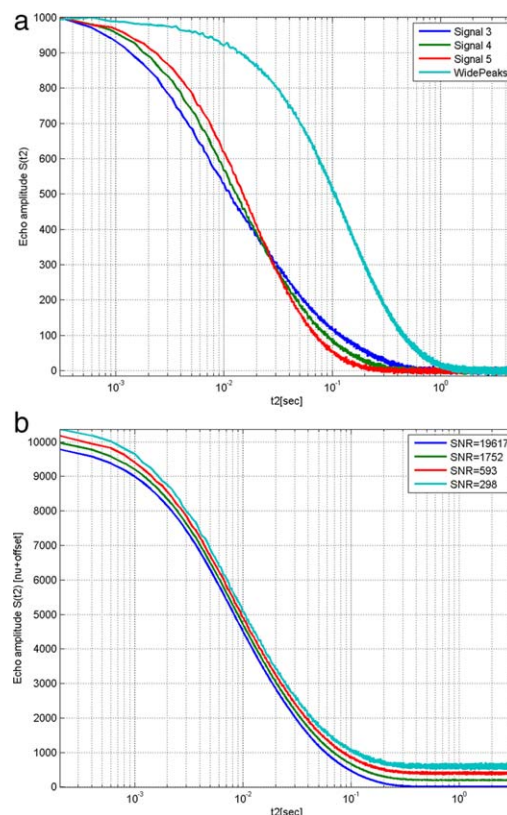 a
1000
900
800
700
600
500
400
300
200
100
0
Echo amplitude S(t2)
Signal 3
Signal 4
Signal 5
WidePeaks
10⁻³
10⁻²
10⁻¹
10⁰
t2[sec]
b
10000
9000
8000
7000
6000
5000
4000
3000
2000
1000
0
Echo amplitude S(t2) [nu+offset]
SNR=19617
SNR=1752
SNR=593
SNR=298
10⁻³
10⁻²
10⁻¹
10⁰
t2[sec]